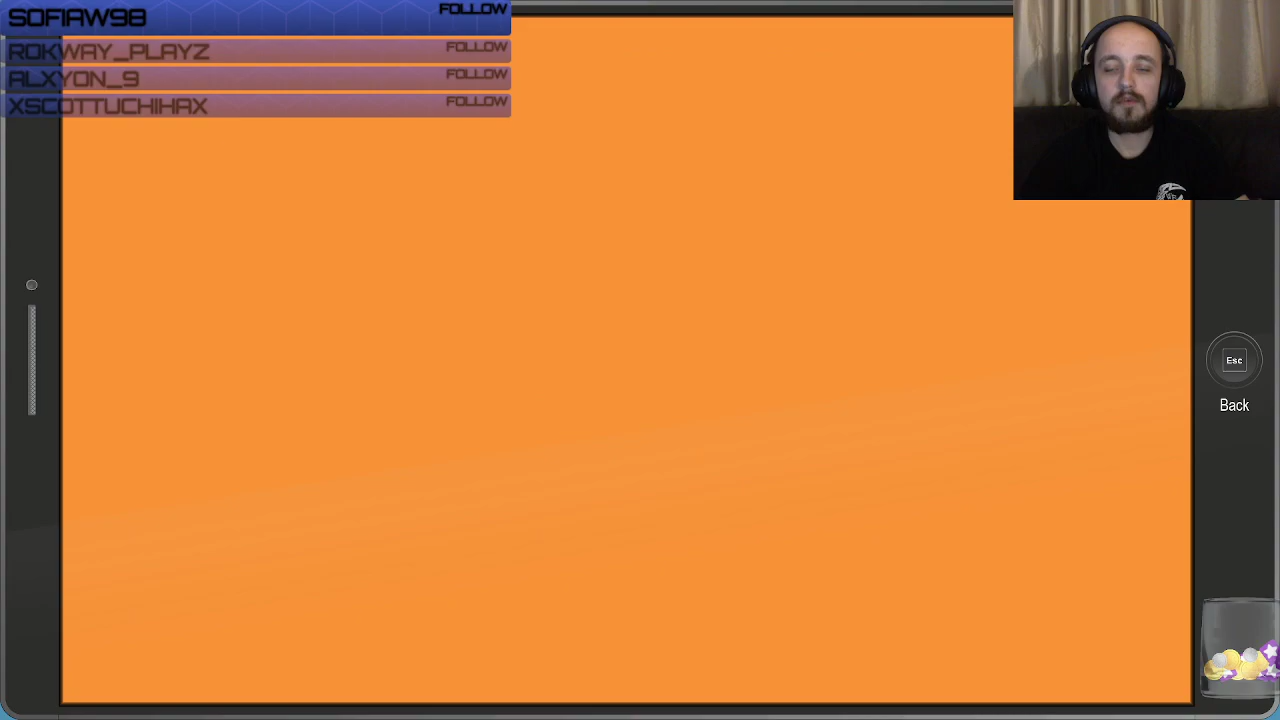 SOFIAW98 FOLLOW
ROKWAY_PLAYZ FOLLOW
ALXYON_9 FOLLOW
XSCOTTUCHIHAX FOLLOW
Esc
Back